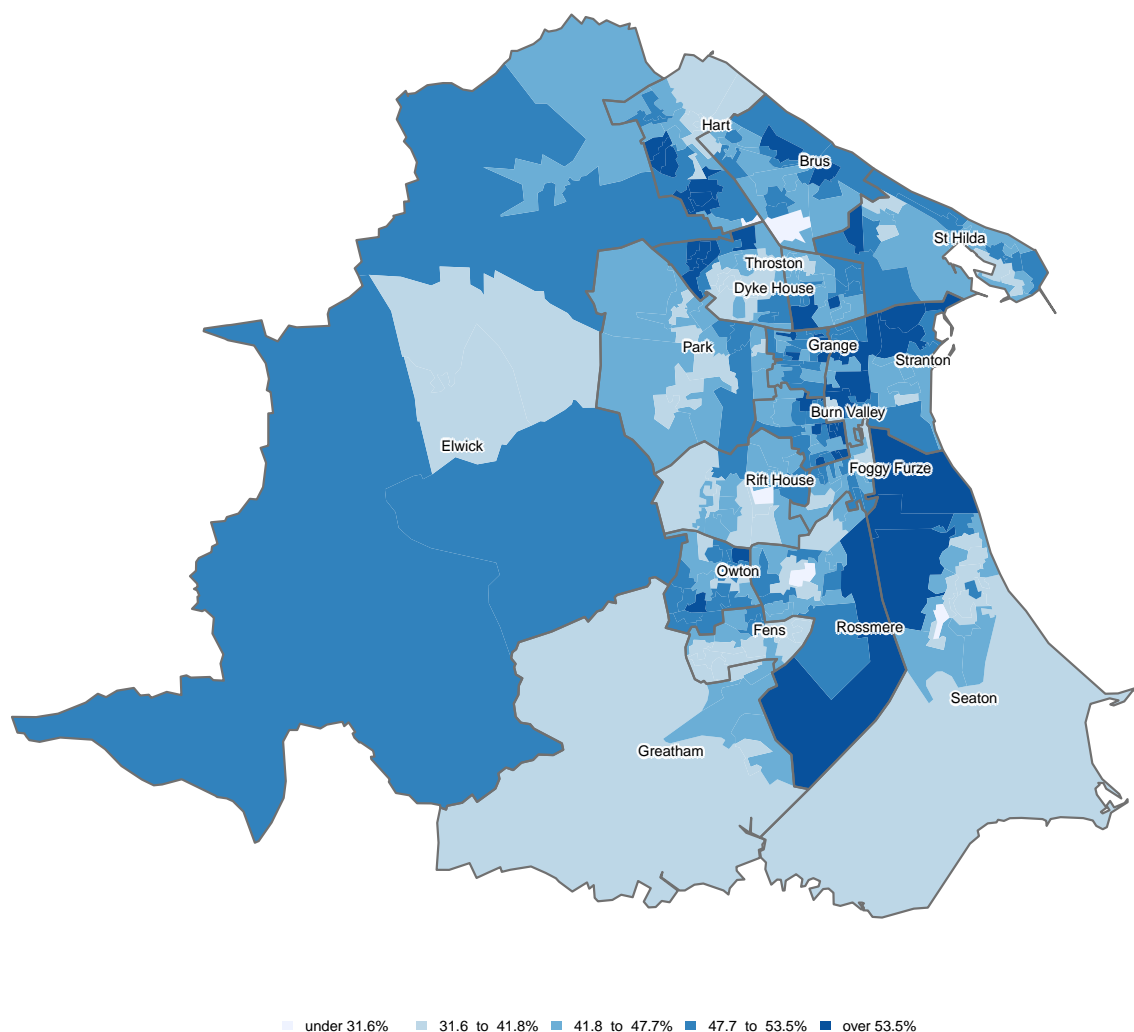 Hart
Brus
St Hilda
Throston
Dyke House
Park
Grange
Stranton
Burn Valley
Elwick
Rift House
Foggy Furze
Owton
Fens
Rossmere
Seaton
Greatham
under 31.6% 31.6 to 41.8% 41.8 to 47.7% 47.7 to 53.5% over 53.5%